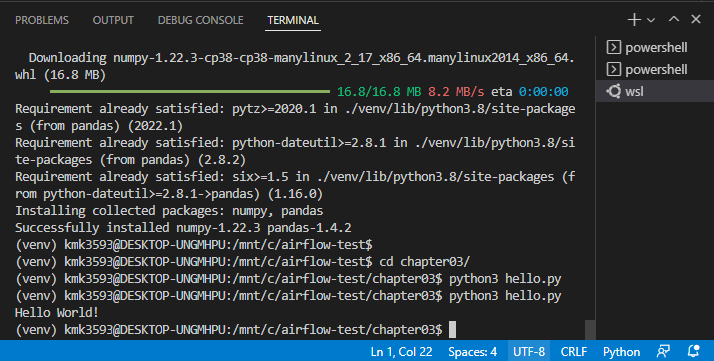 PROBLEMS OUTPUT DEBUG CONSOLE TERMINAL
Downloading numpy-1.22.3-cp38-cp38-manylinux_2_17_x86_64.manylinux2014_x86_64.
whl (16.8 MB)
16.8/16.8 MB 8.2 MB/s eta 0:00:00
Requirement already satisfied: pytz>=2020.1 in ./venv/lib/python3.8/site-package
s (from pandas) (2022.1)
Requirement already satisfied: python-dateutil>=2.8.1 in ./venv/lib/python3.8/si
te-packages (from pandas) (2.8.2)
Requirement already satisfied: six>=1.5 in ./venv/lib/python3.8/site-packages (f
rom python-dateutil>=2.8.1->pandas) (1.16.0)
Installing collected packages: numpy, pandas
Successfully installed numpy-1.22.3 pandas-1.4.2
(venv) kmk3593@DESKTOP-UNGMHPU:/mnt/c/airflow-test$
(venv) kmk3593@DESKTOP-UNGMHPU:/mnt/c/airflow-test$ cd chapter03/
(venv) kmk3593@DESKTOP-UNGMHPU:/mnt/c/airflow-test/chapter03$ python3 hello.py
(venv) kmk3593@DESKTOP-UNGMHPU:/mnt/c/airflow-test/chapter03$ python3 hello.py
Hello World!
(venv) kmk3593@DESKTOP-UNGMHPU:/mnt/c/airflow-test/chapter03$
powershell
powershell
wsl
Ln 1, Col 22 Spaces: 4 UTF-8 CRLF Python